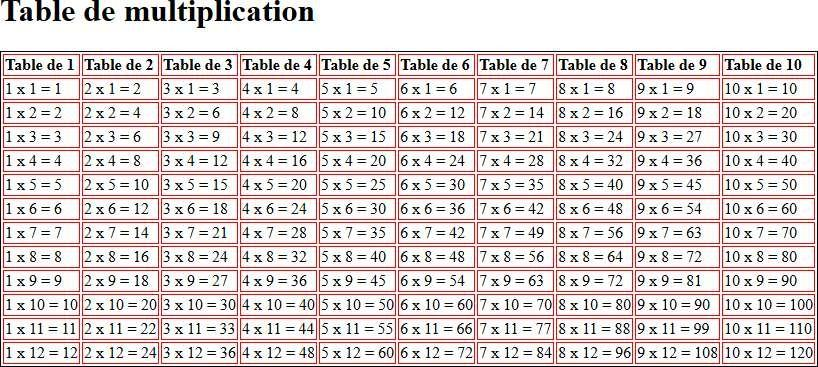 Table de multiplication
Table de 1 Table de 2 Table de 3 Table de 4 Table de 5 Table de 6 Table de 7 Table de 8 Table de 9 Table de 10
1 x 1 = 1 2 x 1 = 2 3 x 1 = 3 4 x 1 = 4 5 x 1 = 5 6 x 1 = 6 7 x 1 = 7 8 x 1 = 8 9 x 1 = 9 10 x 1 = 10
1 x 2 = 2 2 x 2 = 4 3 x 2 = 6 4 x 2 = 8 5 x 2 = 10 6 x 2 = 12 7 x 2 = 14 8 x 2 = 16 9 x 2 = 18 10 x 2 = 20
1 x 3 = 3 2 x 3 = 6 3 x 3 = 9 4 x 3 = 12 5 x 3 = 15 6 x 3 = 18 7 x 3 = 21 8 x 3 = 24 9 x 3 = 27 10 x 3 = 30
1 x 4 = 4 2 x 4 = 8 3 x 4 = 12 4 x 4 = 16 5 x 4 = 20 6 x 4 = 24 7 x 4 = 28 8 x 4 = 32 9 x 4 = 36 10 x 4 = 40
1 x 5 = 5 2 x 5 = 10 3 x 5 = 15 4 x 5 = 20 5 x 5 = 25 6 x 5 = 30 7 x 5 = 35 8 x 5 = 40 9 x 5 = 45 10 x 5 = 50
1 x 6 = 6 2 x 6 = 12 3 x 6 = 18 4 x 6 = 24 5 x 6 = 30 6 x 6 = 36 7 x 6 = 42 8 x 6 = 48 9 x 6 = 54 10 x 6 = 60
1 x 7 = 7 2 x 7 = 14 3 x 7 = 21 4 x 7 = 28 5 x 7 = 35 6 x 7 = 42 7 x 7 = 49 8 x 7 = 56 9 x 7 = 63 10 x 7 = 70
1 x 8 = 8 2 x 8 = 16 3 x 8 = 24 4 x 8 = 32 5 x 8 = 40 6 x 8 = 48 7 x 8 = 56 8 x 8 = 64 9 x 8 = 72 10 x 8 = 80
1 x 9 = 9 2 x 9 = 18 3 x 9 = 27 4 x 9 = 36 5 x 9 = 45 6 x 9 = 54 7 x 9 = 63 8 x 9 = 72 9 x 9 = 81 10 x 9 = 90
1 x 10 = 10 2 x 10 = 20 3 x 10 = 30 4 x 10 = 40 5 x 10 = 50 6 x 10 = 60 7 x 10 = 70 8 x 10 = 80 9 x 10 = 90 10 x 10 = 100
1 x 11 = 11 2 x 11 = 22 3 x 11 = 33 4 x 11 = 44 5 x 11 = 55 6 x 11 = 66 7 x 11 = 77 8 x 11 = 88 9 x 11 = 99 10 x 11 = 110
1 x 12 = 12 2 x 12 = 24 3 x 12 = 36 4 x 12 = 48 5 x 12 = 60 6 x 12 = 72 7 x 12 = 84 8 x 12 = 96 9 x 12 = 108 10 x 12 = 120